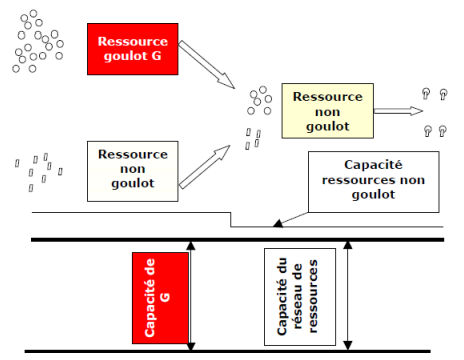 Ressource
goulot G
Ressource
non
goulot
Ressource
non
goulot
Capacité
ressources non
goulot
Capacité de
G
Capacité du
réseau de
ressources